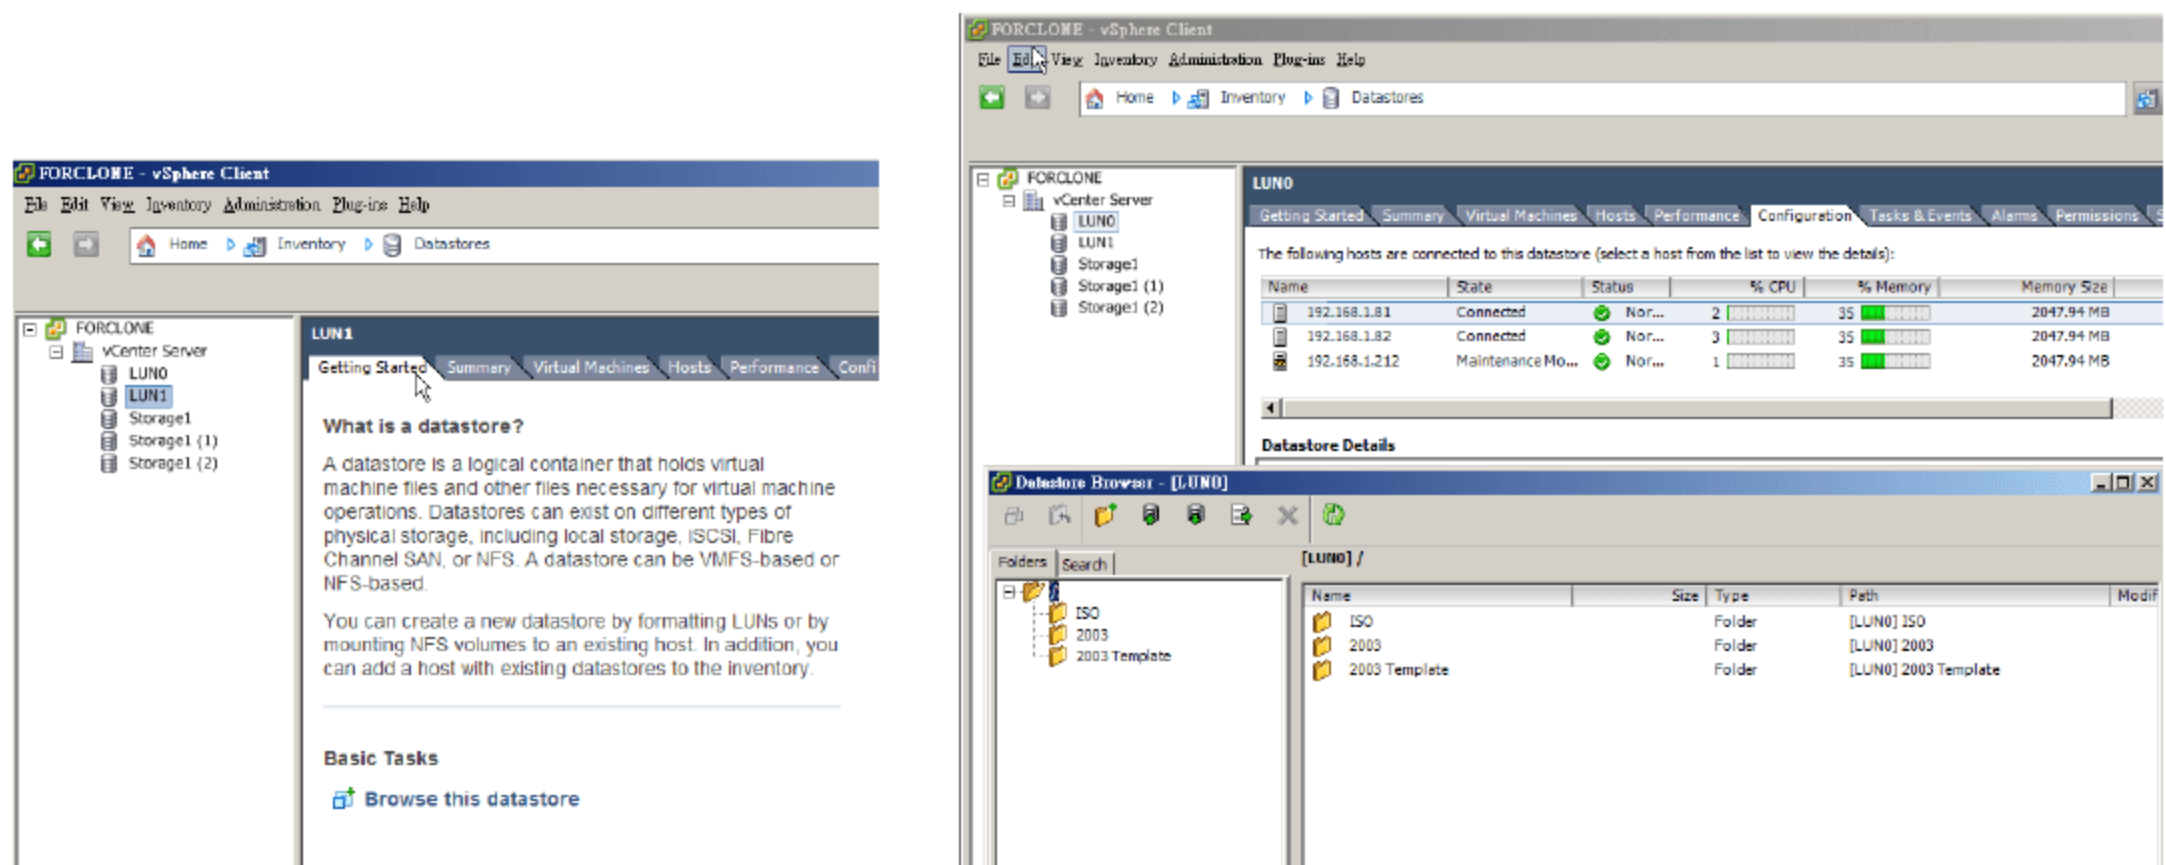 FORCLONE - vSphere Client
File Edit View Inventory Administration Plug-ins Help
Home Inventory Datastores
FORCLONE
vCenter Server
LUN0
LUN1
Storage1
Storage1 (1)
Storage1 (2)
LUN1
Getting Started Summary Virtual Machines Hosts Performance Confi
What is a datastore?
A datastore is a logical container that holds virtual
machine files and other files necessary for virtual machine
operations. Datastores can exist on different types of
physical storage, including local storage, iSCSI, Fibre
Channel SAN, or NFS. A datastore can be VMFS-based or
NFS-based.
You can create a new datastore by formatting LUNs or by
mounting NFS volumes to an existing host. In addition, you
can add a host with existing datastores to the inventory.
Basic Tasks
Browse this datastore
FORCLONE - vSphere Client
File Edit View Inventory Administration Plug-ins Help
Home Inventory Datastores
FORCLONE
vCenter Server
LUN0
LUN1
Storage1
Storage1 (1)
Storage1 (2)
LUN0
Getting Started Summary Virtual Machines Hosts Performance Configuration Tasks & Events Alarms Permissions S
The following hosts are connected to this datastore (select a host from the list to view the details):
Name State Status % CPU % Memory Memory Size
192.168.1.81 Connected Nor... 2 35 2047.94 MB
192.168.1.82 Connected Nor... 3 35 2047.94 MB
192.168.1.212 Maintenance Mo... Nor... 1 35 2047.94 MB
Datastore Details
Datastore Browser - [LUN0]
Folders Search
/
ISO
2003
2003 Template
[LUN0] /
Name Size Type Path Modif
ISO Folder [LUN0] ISO
2003 Folder [LUN0] 2003
2003 Template Folder [LUN0] 2003 Template